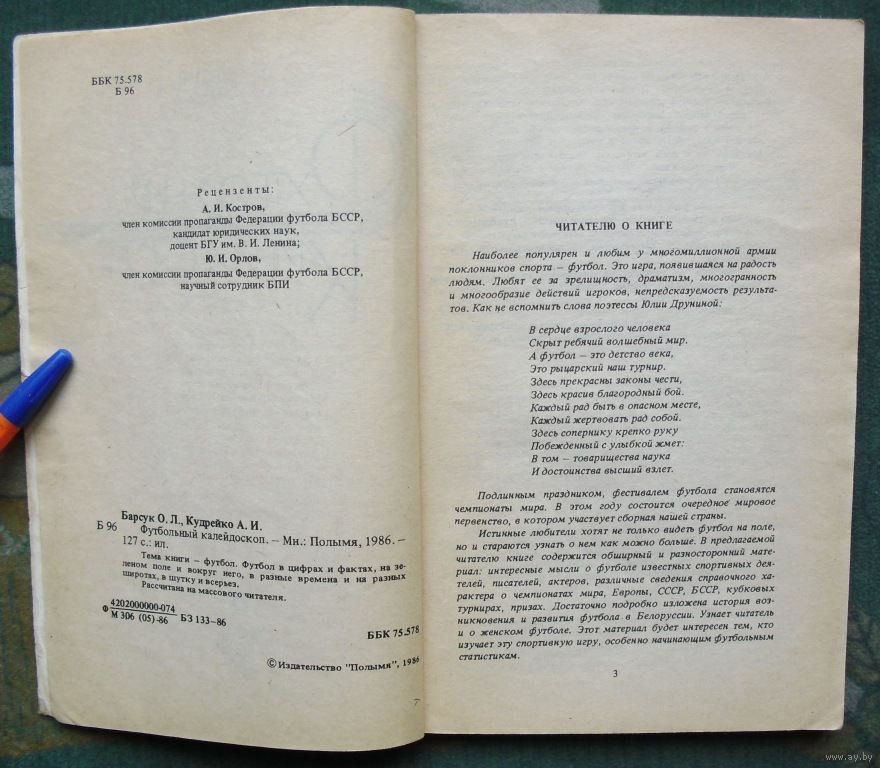 ББК 75.578
Б 96
Рецензенты:
А. И. Костров,
член комиссии пропаганды Федерации футбола БССР,
кандидат юридических наук,
доцент БГУ им. В. И. Ленина;
Ю. И. Орлов,
член комиссии пропаганды Федерации футбола БССР,
научный сотрудник БПИ
Барсук О. Л., Кудрейко А. И.
Б 96 Футбольный калейдоскоп. – Мн.: Полымя, 1986. –
127 с.: ил.
Тема книги – футбол. Футбол в цифрах и фактах, на зе-
леном поле и вокруг него, в разные времена и на разных
широтах, в шутку и всерьез.
Рассчитана на массового читателя.
Ф 4202000000-074
М 306 (05)-86 БЗ 133–86
ББК 75.578
© Издательство "Полымя", 1986
ЧИТАТЕЛЮ О КНИГЕ
Наиболее популярен и любим у многомиллионной армии
поклонников спорта – футбол. Это игра, появившаяся на радость
людям. Любят ее за зрелищность, драматизм, многогранность
и многообразие действий игроков, непредсказуемость результа-
тов. Как не вспомнить слова поэтессы Юлии Друниной:
В сердце взрослого человека
Скрыт ребячий волшебный мир.
А футбол – это детство века,
Это рыцарский наш турнир.
Здесь прекрасны законы чести,
Здесь красив благородный бой.
Каждый рад быть в опасном месте,
Каждый жертвовать рад собой.
Здесь сопернику крепко руку
Побежденный с улыбкой жмет:
В том – товарищества наука
И достоинства высший взлет.
Подлинным праздником, фестивалем футбола становятся
чемпионаты мира. В этом году состоится очередное мировое
первенство, в котором участвует сборная нашей страны.
Истинные любители хотят не только видеть футбол на поле,
но и стараются узнать о нем как можно больше. В предлагаемой
читателю книге содержится обширный и разносторонний мате-
риал: интересные мысли о футболе известных спортивных дея-
телей, писателей, актеров, различные сведения справочного ха-
рактера о чемпионатах мира, Европы, СССР, БССР, кубковых
турнирах, призах. Достаточно подробно изложена история воз-
никновения и развития футбола в Белоруссии. Узнает читатель
и о женском футболе. Этот материал будет интересен тем, кто
изучает эту спортивную игру, особенно начинающим футбольным
статистикам.
3
www.ay.by